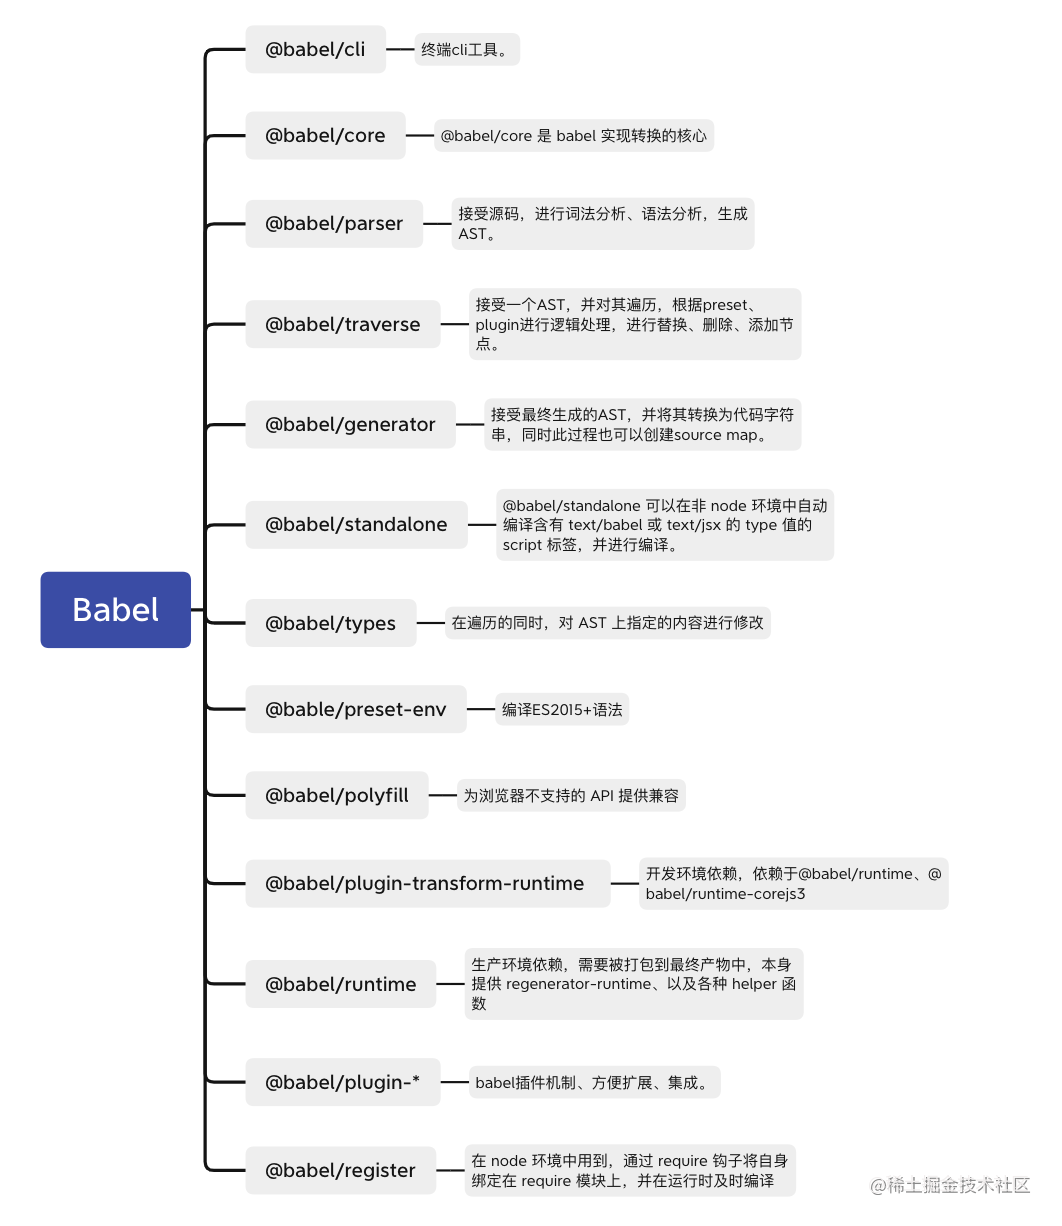 @babel/cli
终端cli工具。
@babel/core
@babel/core 是 babel 实现转换的核心
@babel/parser
接受源码，进行词法分析、语法分析，生成
AST。
@babel/traverse
接受一个AST，并对其遍历，根据preset、
plugin进行逻辑处理，进行替换、删除、添加节
点。
@babel/generator
接受最终生成的AST，并将其转换为代码字符
串，同时此过程也可以创建source map。
@babel/standalone
@babel/standalone 可以在非 node 环境中自动
编译含有 text/babel 或 text/jsx 的 type 值的
script 标签，并进行编译。
Babel
@babel/types
在遍历的同时，对 AST 上指定的内容进行修改
@bable/preset-env
编译ES2015+语法
@babel/polyfill
为浏览器不支持的 API 提供兼容
@babel/plugin-transform-runtime
开发环境依赖，依赖于@babel/runtime、@
babel/runtime-corejs3
@babel/runtime
生产环境依赖，需要被打包到最终产物中，本身
提供 regenerator-runtime、以及各种 helper 函
数
@babel/plugin-*
babel插件机制、方便扩展、集成。
@babel/register
在 node 环境中用到，通过 require 钩子将自身
绑定在 require 模块上，并在运行时及时编译
@稀土掘金技术社区